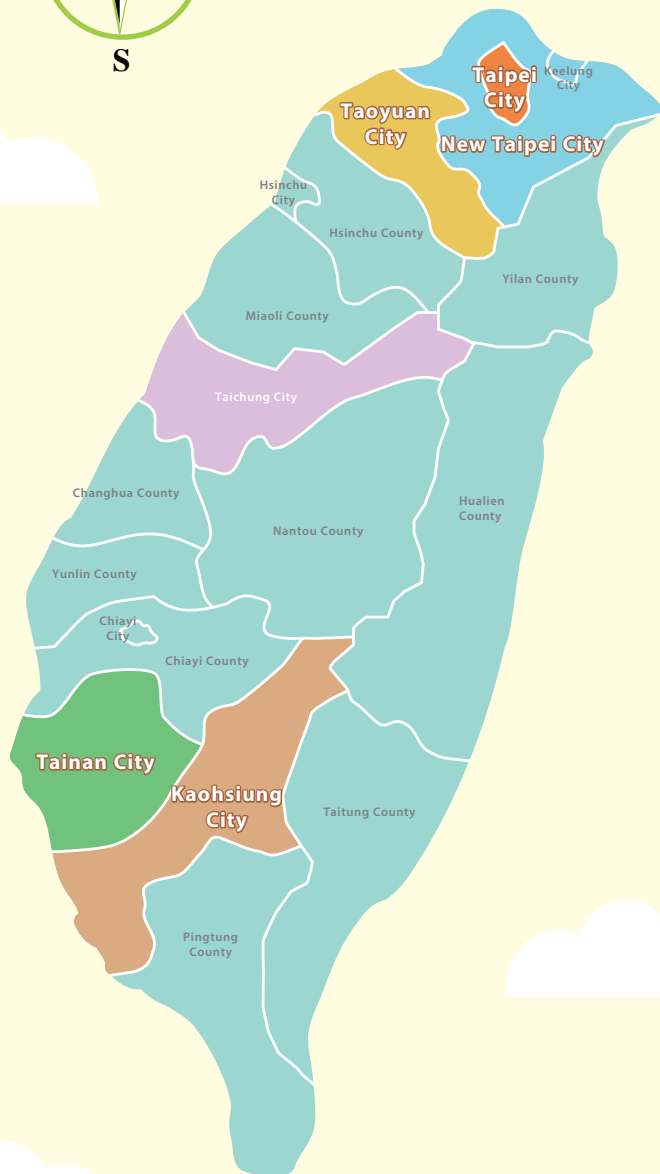 S
Taipei
City
Keelung
City
Taoyuan
City
New Taipei City
Hsinchu
City
Hsinchu County
Yilan County
Miaoli County
Taichung City
Changhua County
Hualien
County
Nantou County
Yunlin County
Chiayi
City
Chiayi County
Tainan City
Kaohsiung
City
Taitung County
Pingtung
County